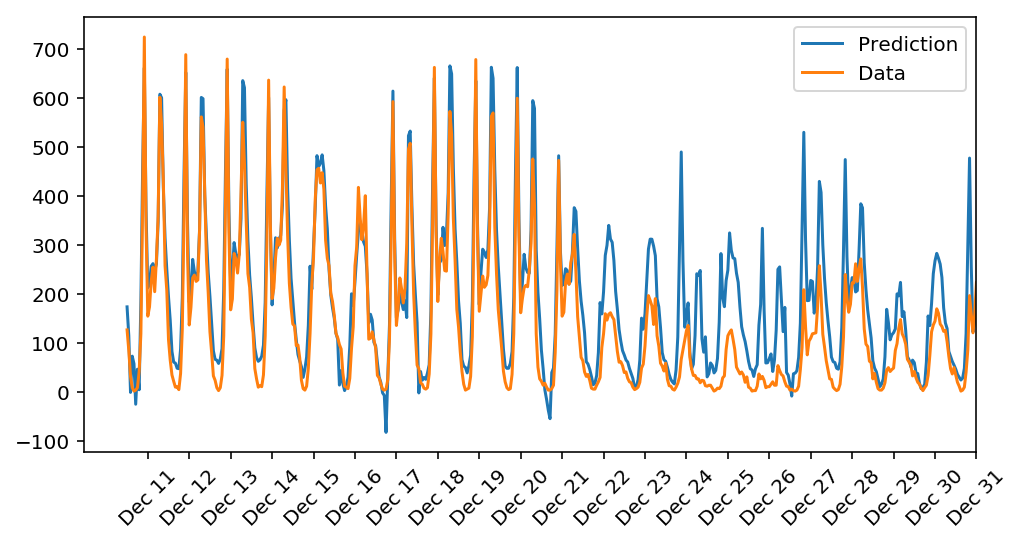 700
600
500
400
300
200
100
0
−100
Prediction
Data
Dec 11
Dec 12
Dec 13
Dec 14
Dec 15
Dec 16
Dec 17
Dec 18
Dec 19
Dec 20
Dec 21
Dec 22
Dec 23
Dec 24
Dec 25
Dec 26
Dec 27
Dec 28
Dec 29
Dec 30
Dec 31